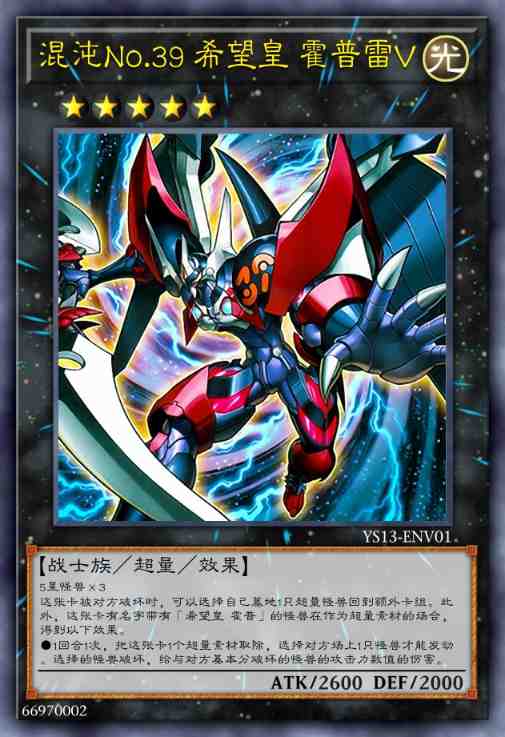 混沌No.39 希望皇 霍普雷V
光
39
YS13-ENV01
【战士族／超量／效果】
5星怪兽×3
这张卡被对方破坏时，可以选择自己墓地1只超量怪兽回到额外卡组。此
外，这张卡有名字带有「希望皇 霍普」的怪兽在作为超量素材的场合，
得到以下效果。
●1回合1次，把这张卡1个超量素材取除，选择对方场上1只怪兽才能发动
。选择的怪兽破坏，给与对方基本分破坏的怪兽的攻击力数值的伤害。
ATK/2600 DEF/2000
66970002